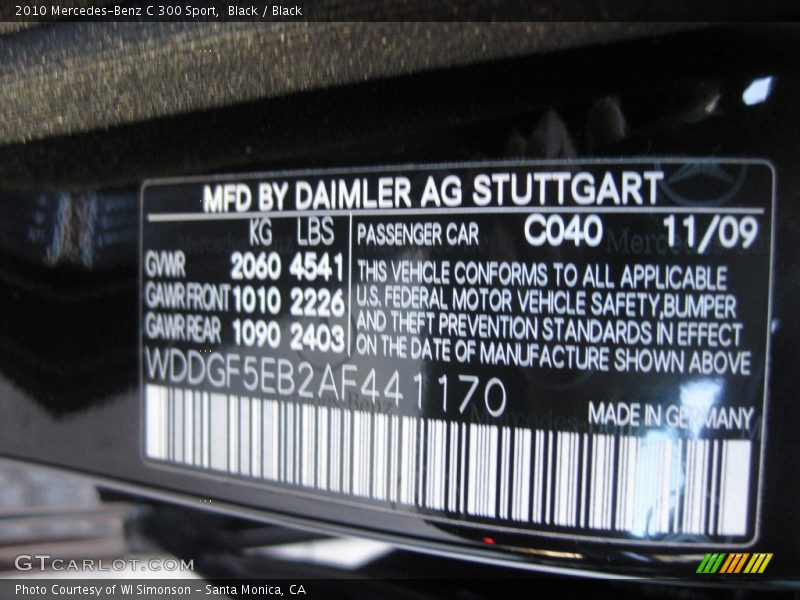 2010 Mercedes-Benz C 300 Sport, Black / Black
MFD BY DAIMLER AG STUTTGART
KG LBS
GVWR 2060 4541
GAWR FRONT 1010 2226
GAWR REAR 1090 2403
PASSENGER CAR C040 11/09
THIS VEHICLE CONFORMS TO ALL APPLICABLE
U.S. FEDERAL MOTOR VEHICLE SAFETY,BUMPER
AND THEFT PREVENTION STANDARDS IN EFFECT
ON THE DATE OF MANUFACTURE SHOWN ABOVE
WDDGF5EB2AF441170
MADE IN GERMANY
GTCARLOT.COM
Photo Courtesy of WI Simonson - Santa Monica, CA